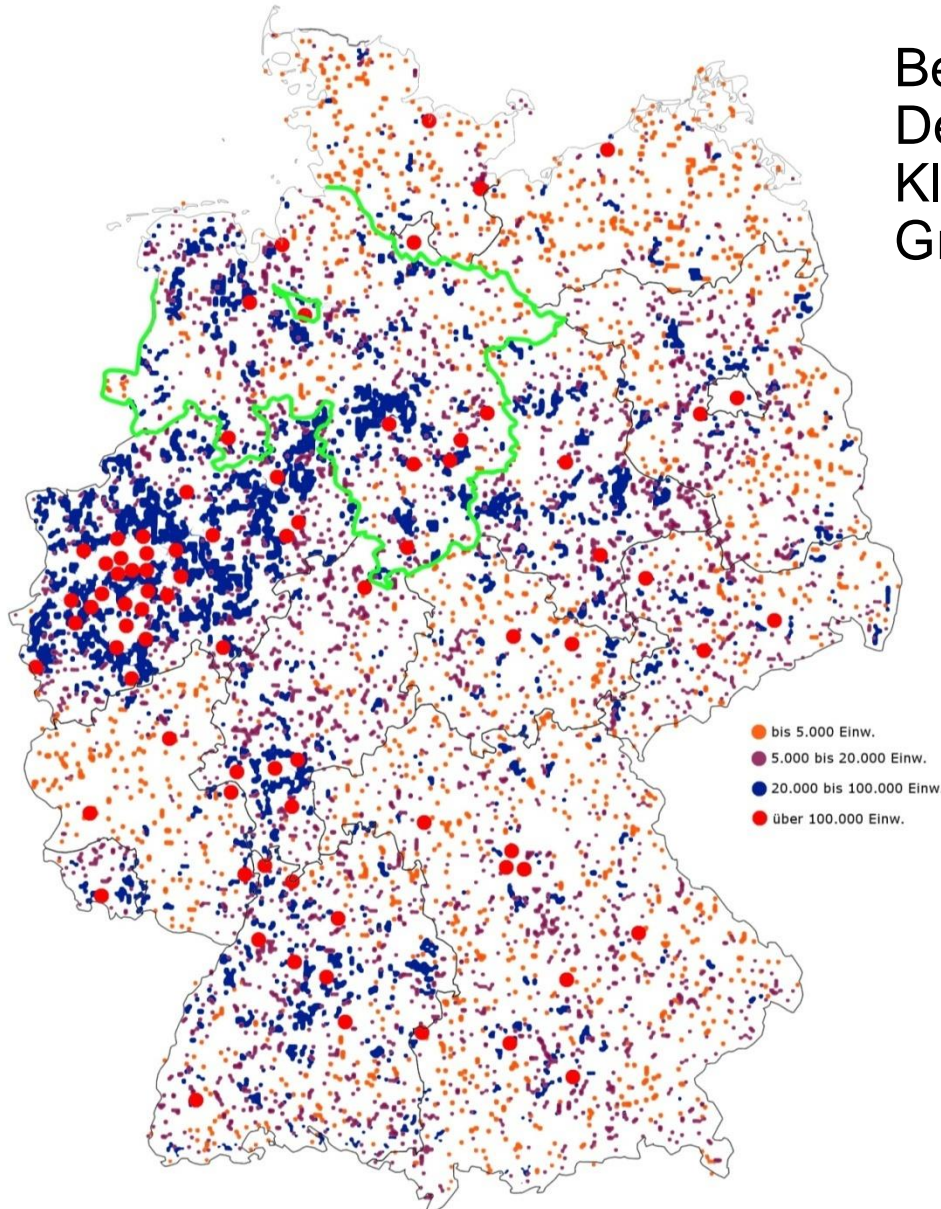 Be
De
Kl
Gr
bis 5.000 Einw.
5.000 bis 20.000 Einw.
20.000 bis 100.000 Einw.
über 100.000 Einw.